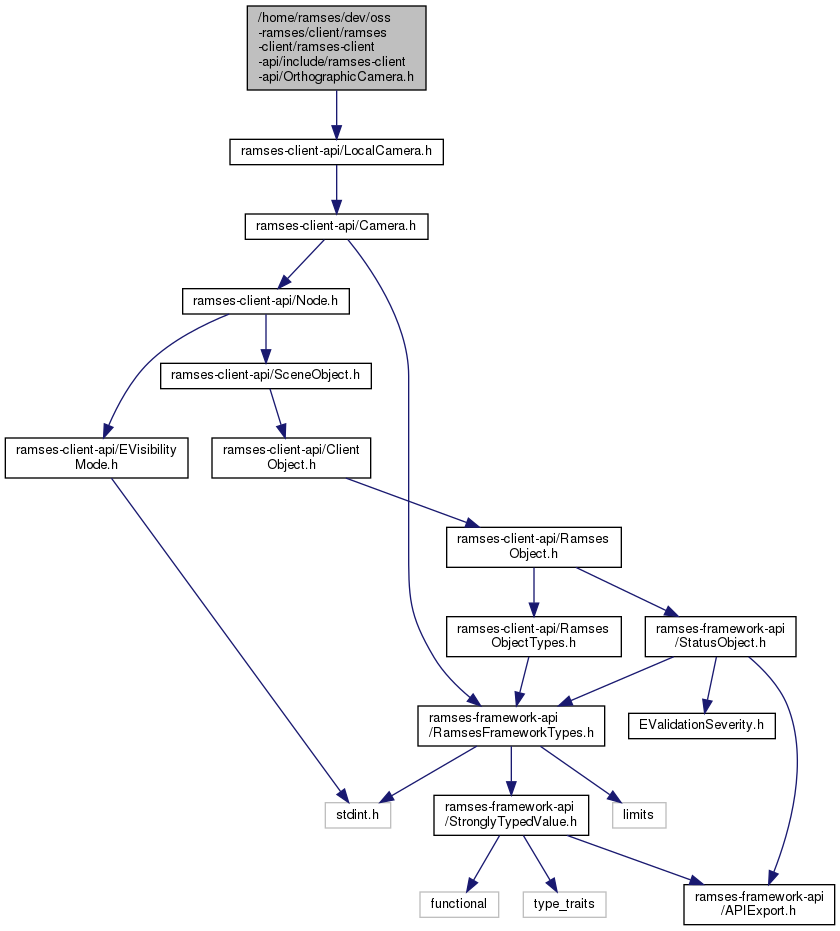 /home/ramses/dev/oss
-ramses/client/ramses
-client/ramses-client
-api/include/ramses-client
-api/OrthographicCamera.h
ramses-client-api/LocalCamera.h
ramses-client-api/Camera.h
ramses-client-api/Node.h
ramses-client-api/SceneObject.h
ramses-client-api/EVisibility
Mode.h
ramses-client-api/Client
Object.h
ramses-client-api/Ramses
Object.h
ramses-client-api/Ramses
ObjectTypes.h
ramses-framework-api
/StatusObject.h
ramses-framework-api
/RamsesFrameworkTypes.h
EValidationSeverity.h
stdint.h
ramses-framework-api
/StronglyTypedValue.h
limits
functional
type_traits
ramses-framework-api
/APIExport.h